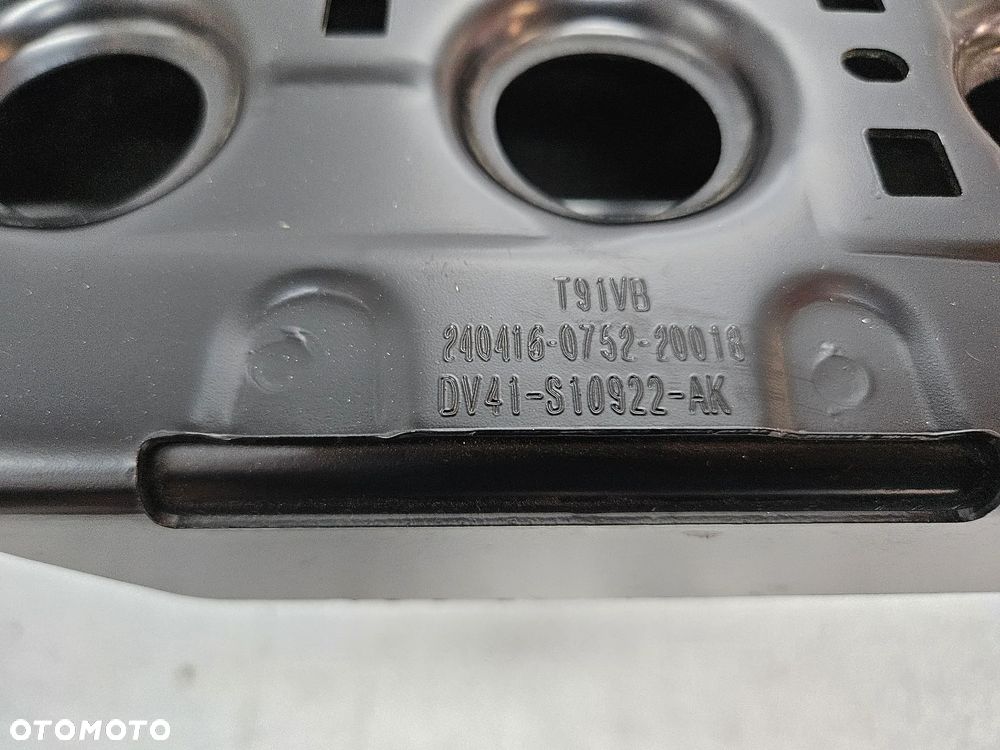 T91VB
240416-0752-20018
DV41-S10922-AK
OTOMOTO